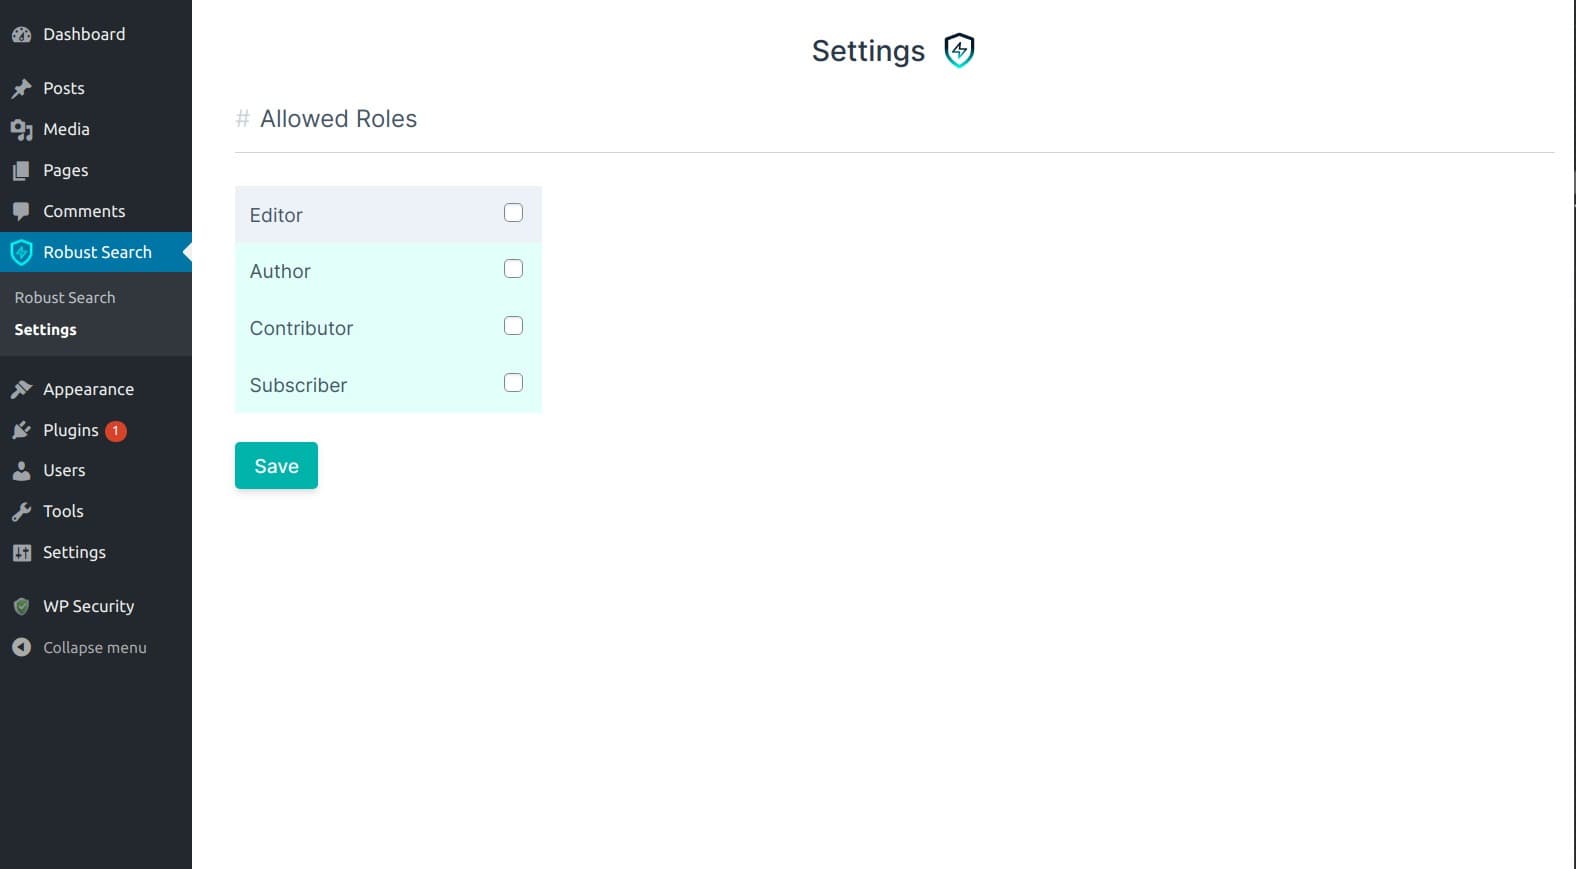 Dashboard
Posts
Media
Pages
Comments
Robust Search
Robust Search
Settings
Appearance
Plugins 1
Users
Tools
Settings
WP Security
Collapse menu
Settings
# Allowed Roles
Editor
Author
Contributor
Subscriber
Save